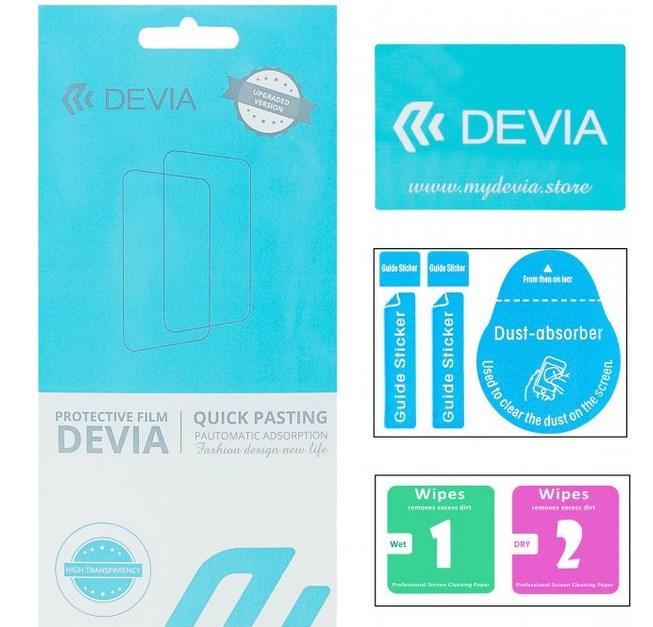 DEVIA
UPGRADED
VERSION
PROTECTIVE FILM
DEVIA
QUICK PASTING
PAUTOMATIC ADSORPTION
Fashion design new life
HIGH TRANSPARENCY
DEVIA
www.mydevia.store
Guide Sticker
Guide Sticker
Guide Sticker
Guide Sticker
From then on tear
Dust-absorber
Used to clear the dust on the screen.
Wipes
removes excess dirt
Wet
1
Professional Screen Cleaning Paper
Wipes
removes excess dirt
DRY
2
Professional Screen Cleaning Paper